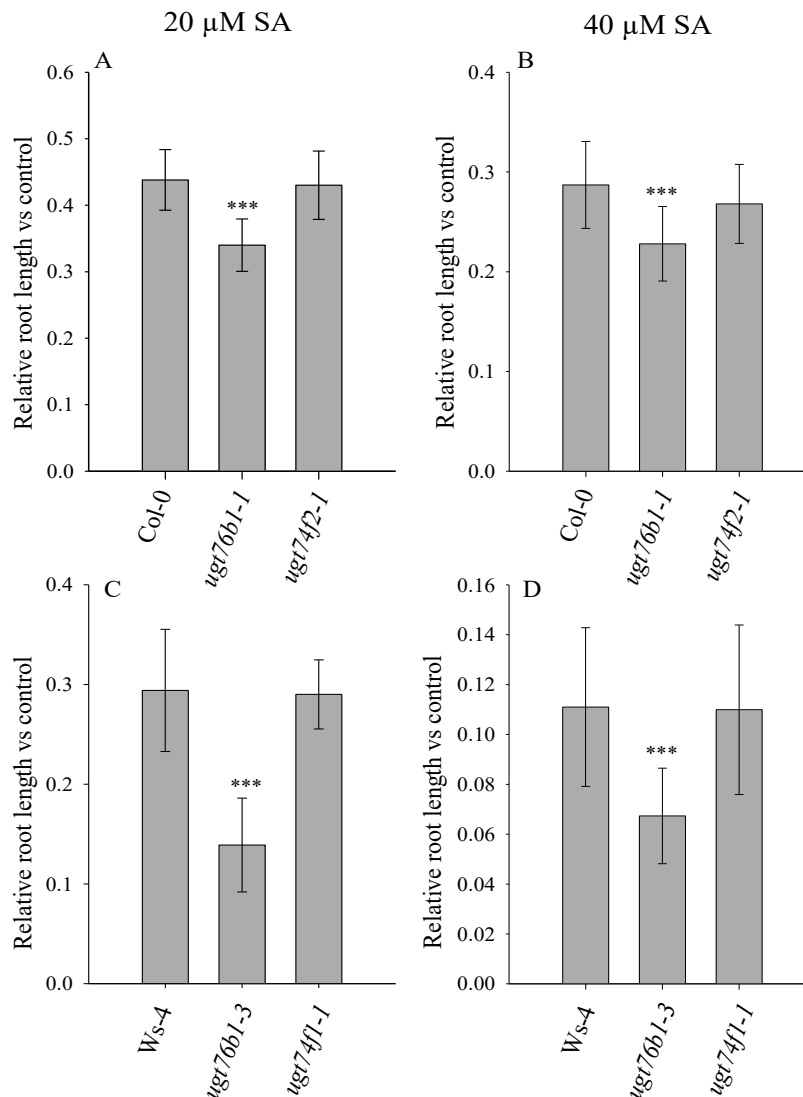 20 µM SA
40 µM SA
A
Relative root length vs control
0.6
0.5
0.4
0.3
0.2
0.1
0.0
***
Col-0
ugt76b1-1
ugt74f2-1
B
Relative root length vs control
0.4
0.3
0.2
0.1
0.0
***
Col-0
ugt76b1-1
ugt74f2-1
C
Relative root length vs control
0.4
0.3
0.2
0.1
0.0
***
Ws-4
ugt76b1-3
ugt74f1-1
D
Relative root length vs control
0.16
0.14
0.12
0.10
0.08
0.06
0.04
0.02
0.00
***
Ws-4
ugt76b1-3
ugt74f1-1